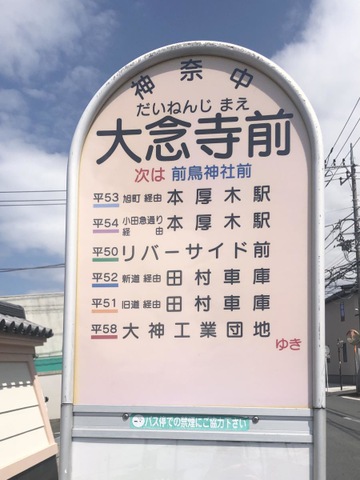 神奈中
だいねんじ まえ
大念寺前
次は 前鳥神社前
平53 旭町 経由 本厚木駅
平54 小田急通り経由 本厚木駅
平50 リバーサイド前
平52 新道 経由 田村車庫
平51 旧道 経由 田村車庫
平58 大神工業団地
ゆき
バス停での禁煙にご協力下さい